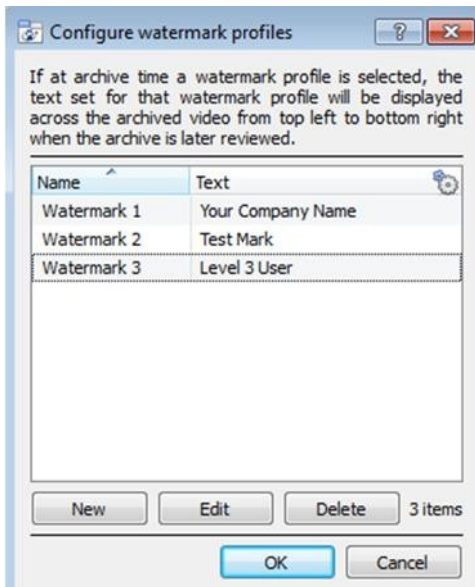 Configure watermark profiles
If at archive time a watermark profile is selected, the
text set for that watermark profile will be displayed
across the archived video from top left to bottom right
when the archive is later reviewed.
Name Text
Watermark 1 Your Company Name
Watermark 2 Test Mark
Watermark 3 Level 3 User
New Edit Delete 3 items
OK Cancel